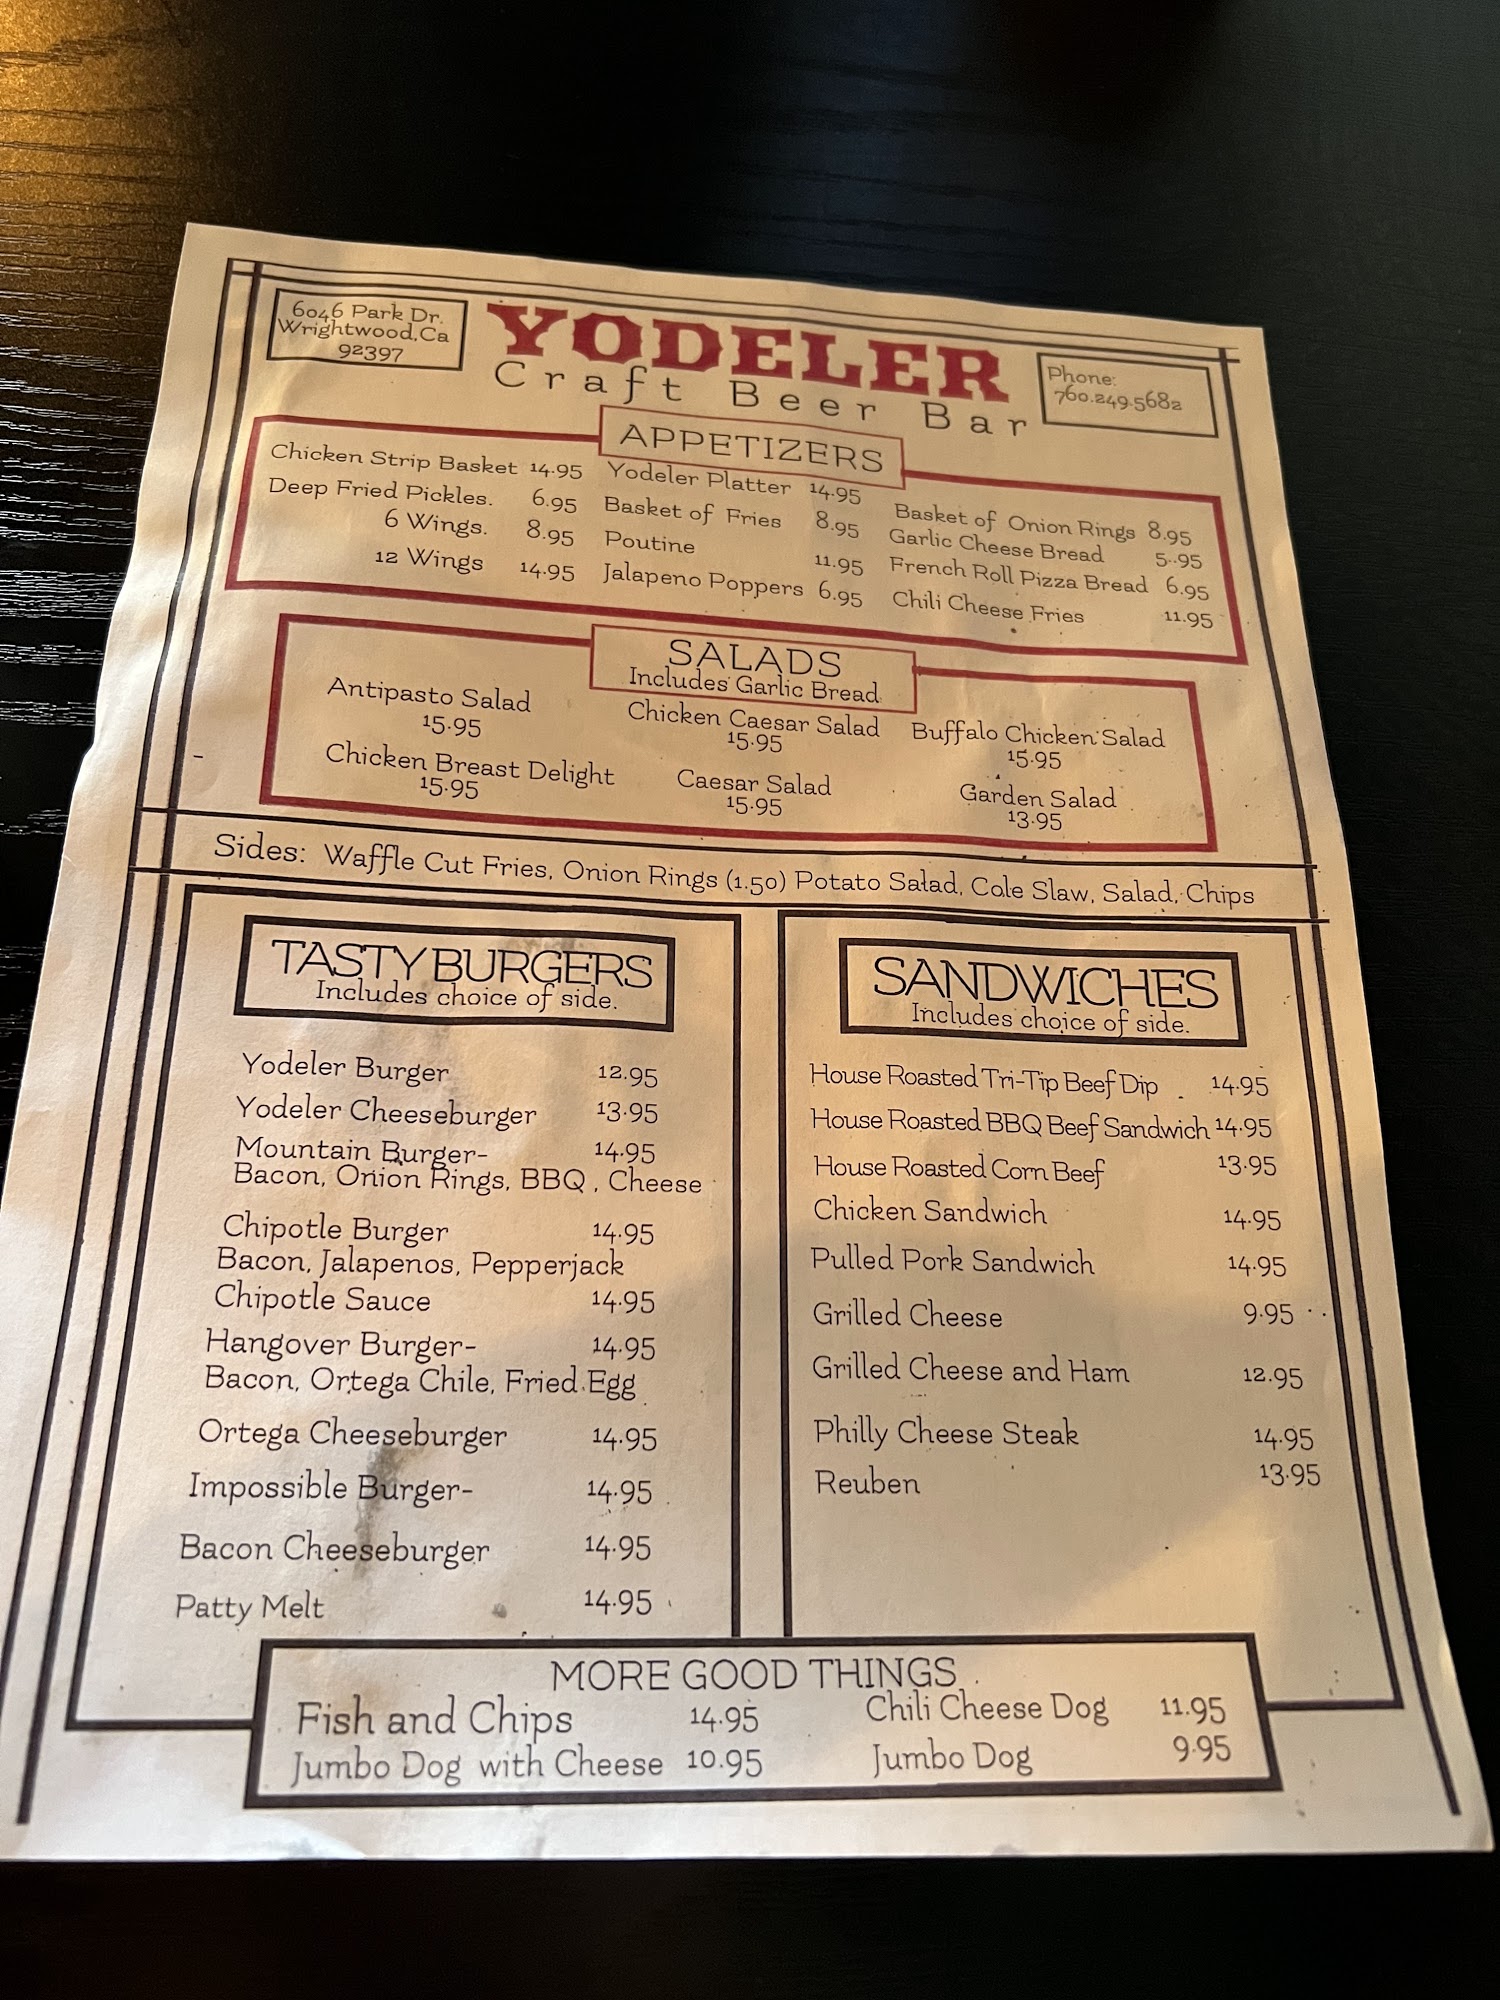 6046 Park Dr.
Wrightwood,Ca
92397
YODELER
Craft Beer Bar
Phone:
760.249.5682
APPETIZERS
Chicken Strip Basket 14.95
Deep Fried Pickles. 6.95
6 Wings. 8.95
12 Wings 14.95
Yodeler Platter 14.95
Basket of Fries 8.95
Poutine 11.95
Jalapeno Poppers 6.95
Basket of Onion Rings 8.95
Garlic Cheese Bread 5..95
French Roll Pizza Bread 6.95
Chili Cheese Fries 11.95
SALADS
Includes Garlic Bread
Antipasto Salad
15.95
Chicken Caesar Salad
15.95
Buffalo Chicken Salad
15.95
Chicken Breast Delight
15.95
Caesar Salad
15.95
Garden Salad
13.95
Sides: Waffle Cut Fries, Onion Rings (1.50) Potato Salad, Cole Slaw, Salad, Chips
TASTY BURGERS
Includes choice of side.
Yodeler Burger 12.95
Yodeler Cheeseburger 13.95
Mountain Burger- 14.95
Bacon, Onion Rings, BBQ , Cheese
Chipotle Burger 14.95
Bacon, Jalapenos, Pepperjack
Chipotle Sauce 14.95
Hangover Burger- 14.95
Bacon, Ortega Chile, Fried Egg
Ortega Cheeseburger 14.95
Impossible Burger- 14.95
Bacon Cheeseburger 14.95
Patty Melt 14.95
SANDWICHES
Includes choice of side.
House Roasted Tri-Tip Beef Dip 14.95
House Roasted BBQ Beef Sandwich 14.95
House Roasted Corn Beef 13.95
Chicken Sandwich 14.95
Pulled Pork Sandwich 14.95
Grilled Cheese 9.95
Grilled Cheese and Ham 12.95
Philly Cheese Steak 14.95
Reuben 13.95
MORE GOOD THINGS
Fish and Chips 14.95
Jumbo Dog with Cheese 10.95
Chili Cheese Dog 11.95
Jumbo Dog 9.95